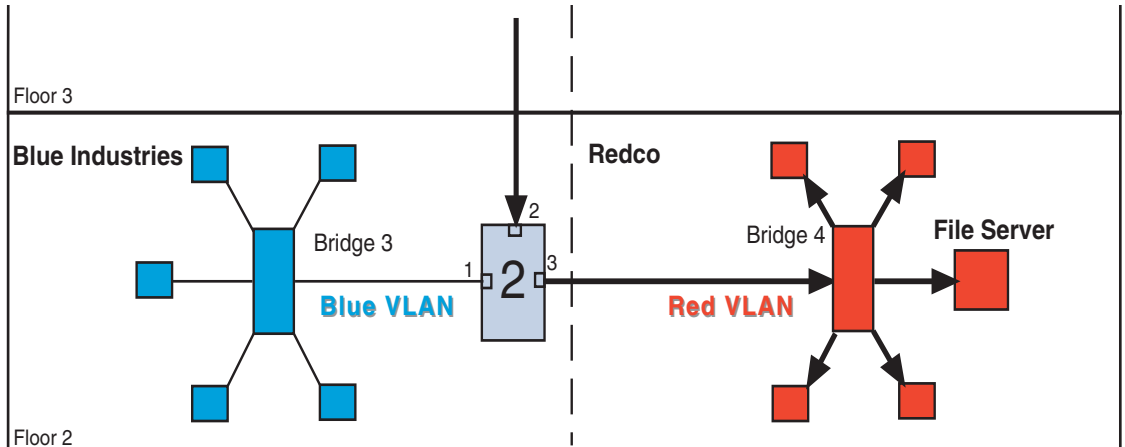 Floor 3
Blue Industries
Redco
2
Bridge 3
Bridge 4
File Server
1
2
3
Blue VLAN
Red VLAN
Floor 2